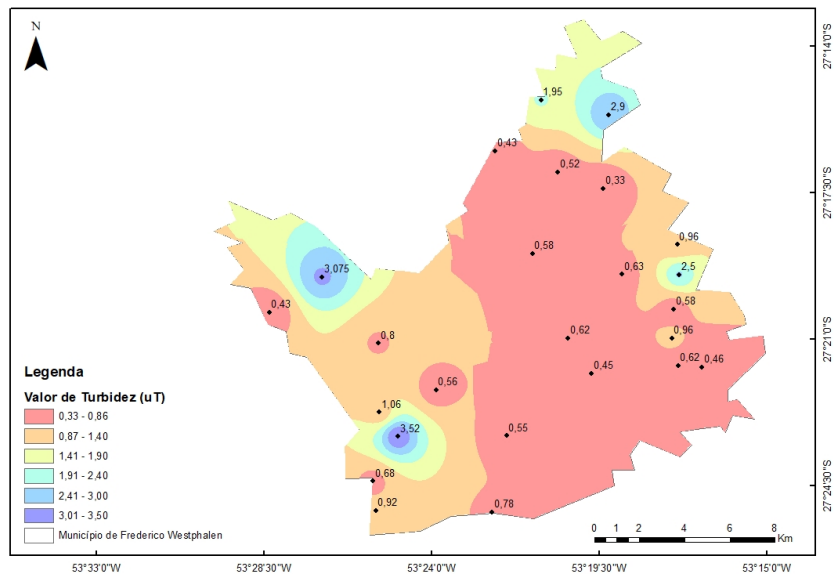 N
1,95
2,9
0,43
0,52
0,33
0,58
0,96
0,63
2,5
3,075
0,43
0,58
0,8
0,62
0,96
0,62
0,46
0,45
0,56
1,06
3,52
0,55
0,68
0,92
0,78
Legenda
Valor de Turbidez (uT)
0,33 - 0,86
0,87 - 1,40
1,41 - 1,90
1,91 - 2,40
2,41 - 3,00
3,01 - 3,50
Município de Frederico Westphalen
0 1 2 4 6 8
Km
27°14'0"S
27°17'30"S
27°21'0"S
27°24'30"S
53°33'0"W 53°28'30"W 53°24'0"W 53°19'30"W 53°15'0"W